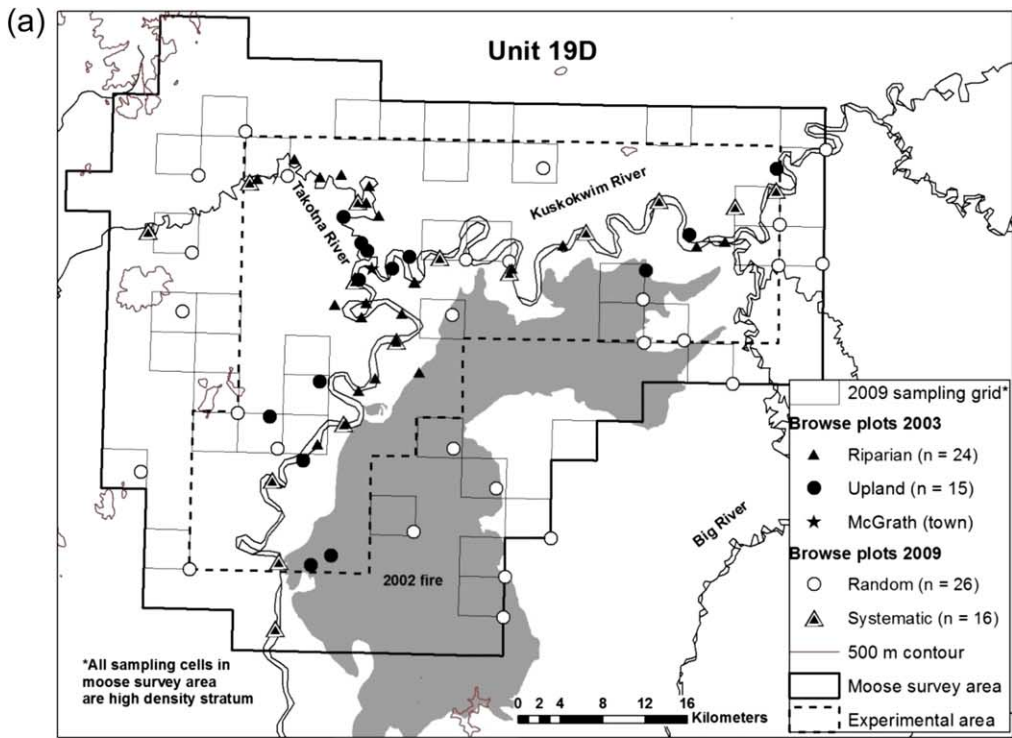 (a)
Unit 19D
Kuskokwim River
Takotna River
Big River
2002 fire
*All sampling cells in
moose survey area
are high density stratum
0 2 4 8 12 16
Kilometers
2009 sampling grid*
Browse plots 2003
Riparian (n = 24)
Upland (n = 15)
McGrath (town)
Browse plots 2009
Random (n = 26)
Systematic (n = 16)
500 m contour
Moose survey area
Experimental area